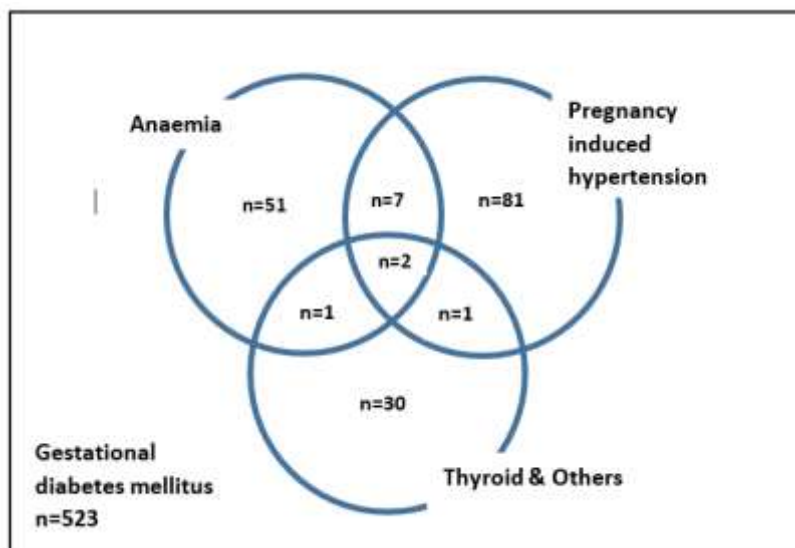 Anaemia
Pregnancy
induced
hypertension
n=51
n=7
n=81
n=2
n=1
n=1
n=30
Gestational
diabetes mellitus
n=523
Thyroid & Others